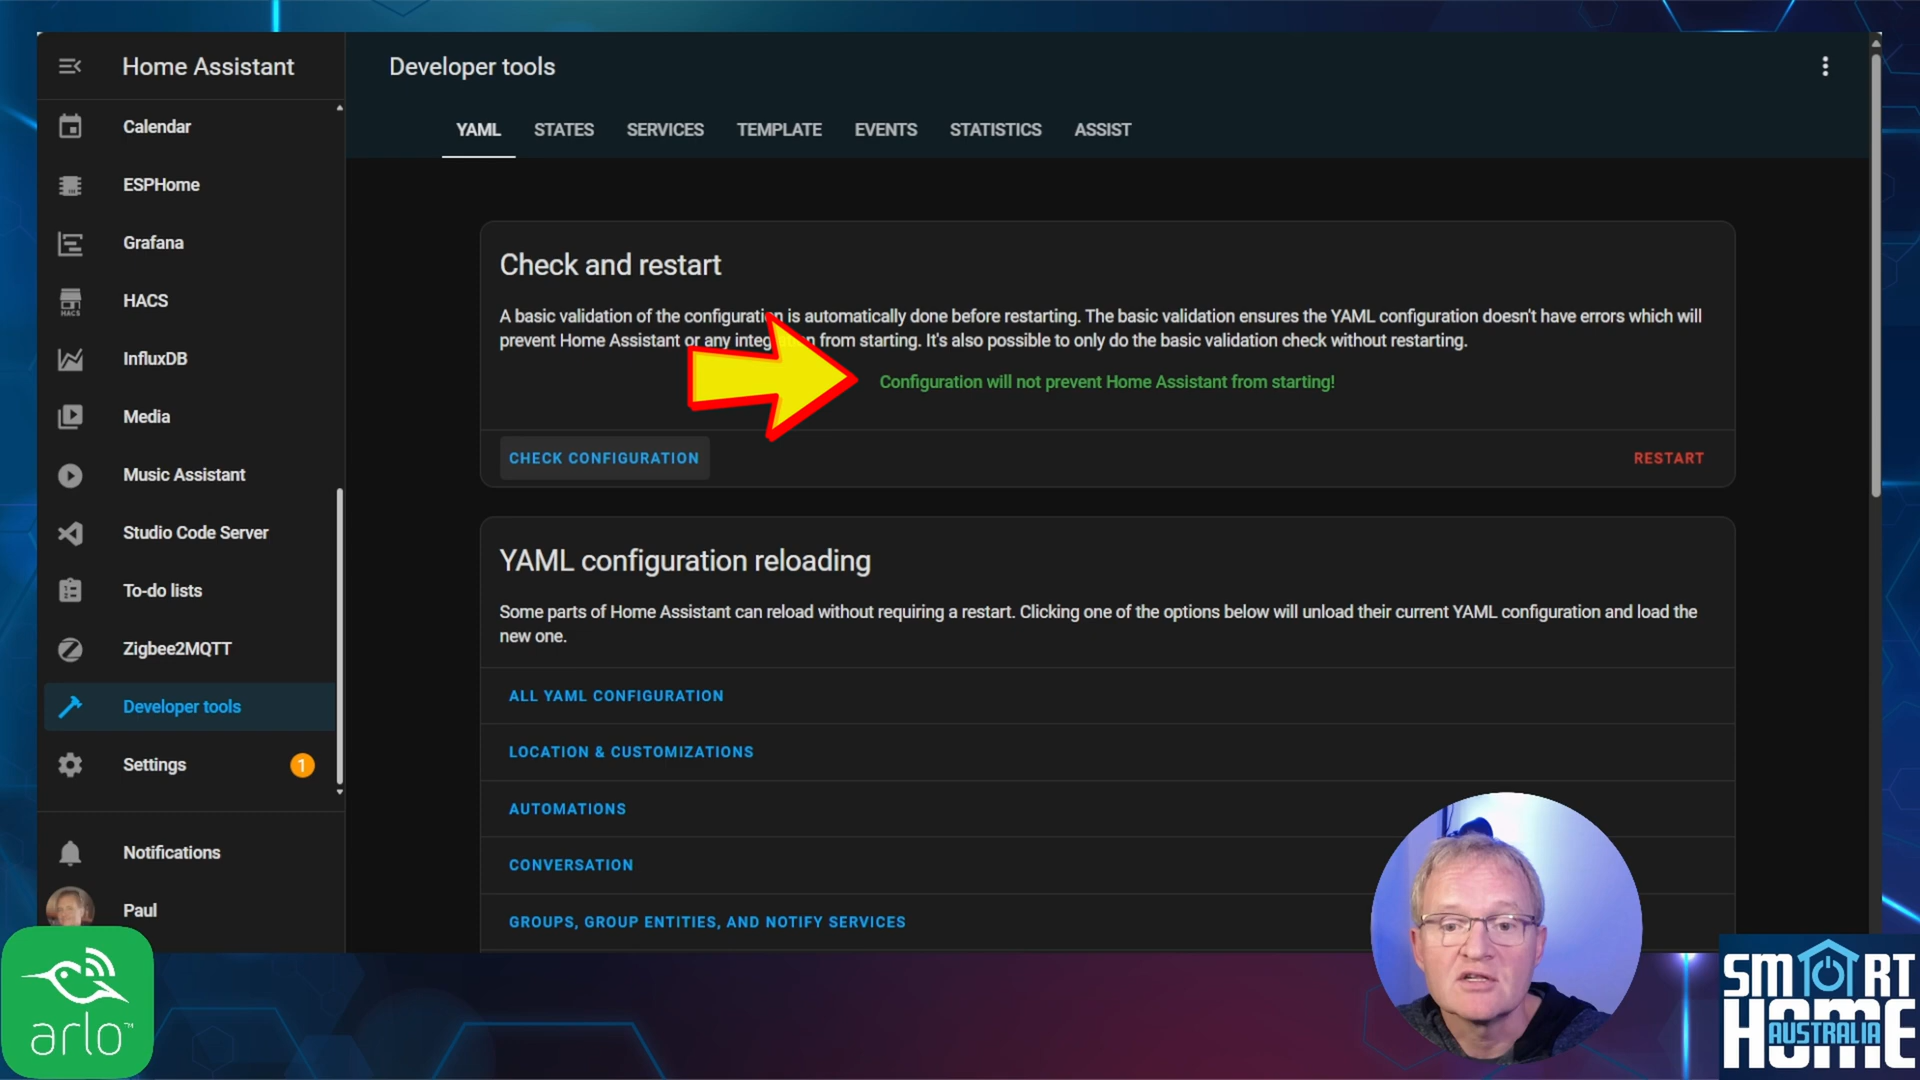 Home Assistant
Developer tools
Calendar
ESPHome
Grafana
HACS
HACS
InfluxDB
Media
Music Assistant
Studio Code Server
To-do lists
Zigbee2MQTT
Developer tools
Settings
1
Notifications
Paul
YAML STATES SERVICES TEMPLATE EVENTS STATISTICS ASSIST
Check and restart
A basic validation of the configuration is automatically done before restarting. The basic validation ensures the YAML configuration doesn't have errors which will
prevent Home Assistant or any integration from starting. It's also possible to only do the basic validation check without restarting.
Configuration will not prevent Home Assistant from starting!
CHECK CONFIGURATION
RESTART
YAML configuration reloading
Some parts of Home Assistant can reload without requiring a restart. Clicking one of the options below will unload their current YAML configuration and load the
new one.
ALL YAML CONFIGURATION
LOCATION & CUSTOMIZATIONS
AUTOMATIONS
CONVERSATION
GROUPS, GROUP ENTITIES, AND NOTIFY SERVICES
arlo™
SMART
HOME
AUSTRALIA